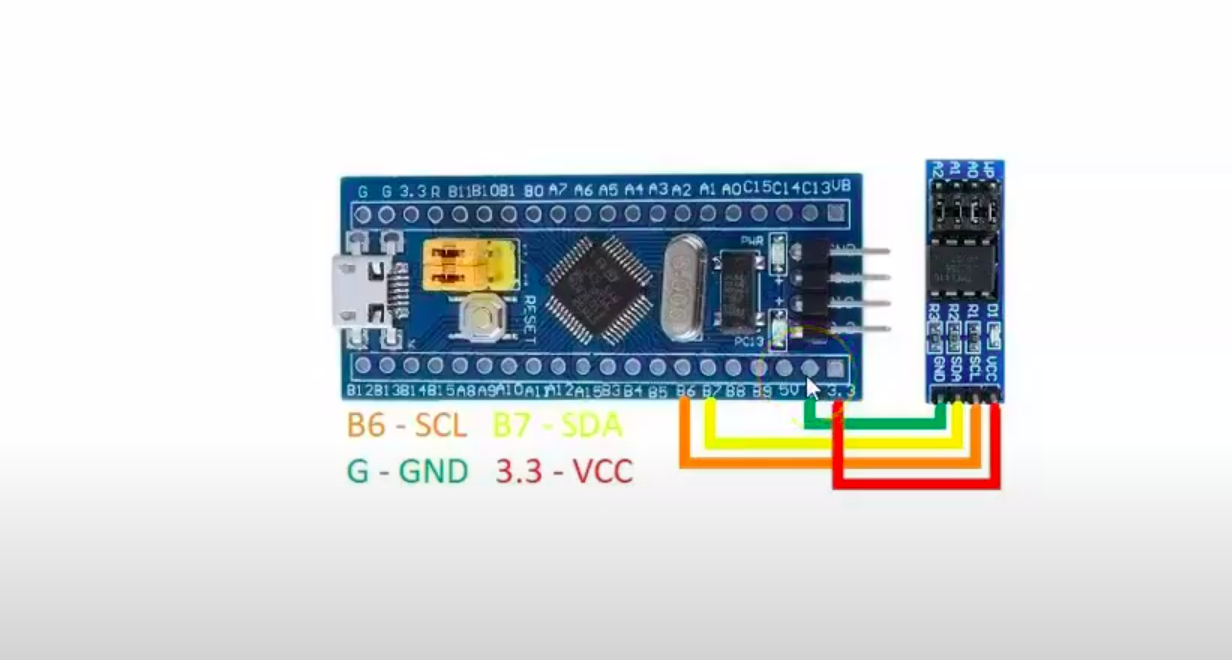 G G 3.3 R B11 B10 B1 B0 A7 A6 A5 A4 A3 A2 A1 A0 C15 C14 C13 VB
A2 A1 A0 WP
PWR
RESET
PC13
R3 R2 R1 D1
GND SDA SCL VCC
B12 B13 B14 B15 A8 A9 A10 A11 A12 A15 B3 B4 B5 B6 B7 B8 B9 5V 3.3
B6 - SCL B7 - SDA
G - GND 3.3 - VCC